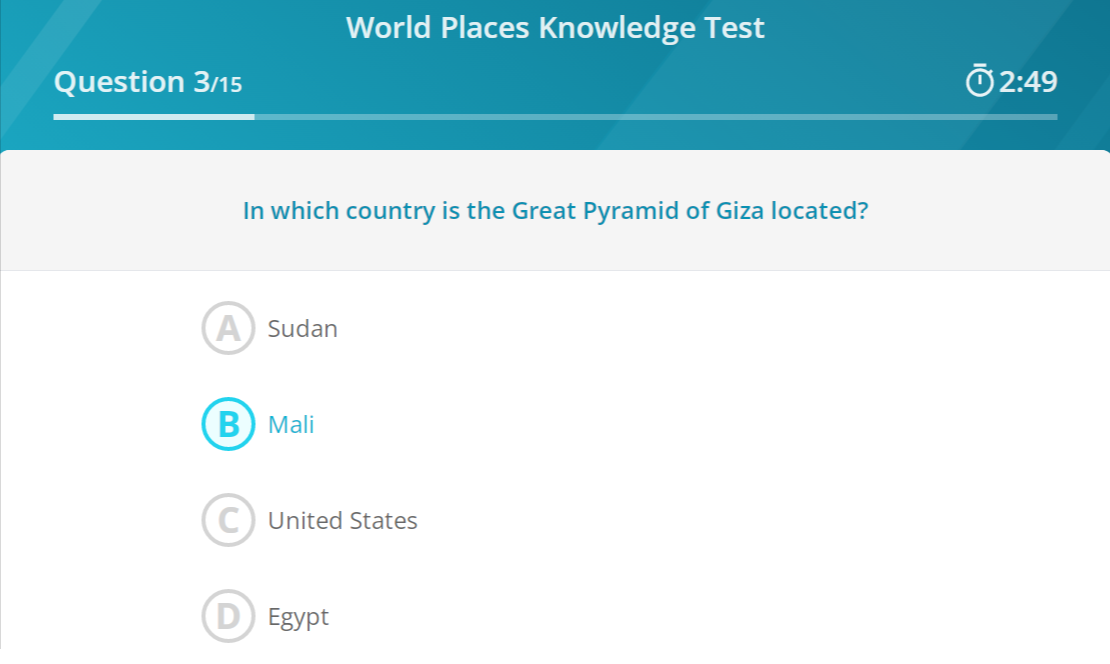 World Places Knowledge Test
Question 3/15
2:49
In which country is the Great Pyramid of Giza located?
A Sudan
B Mali
C United States
D Egypt